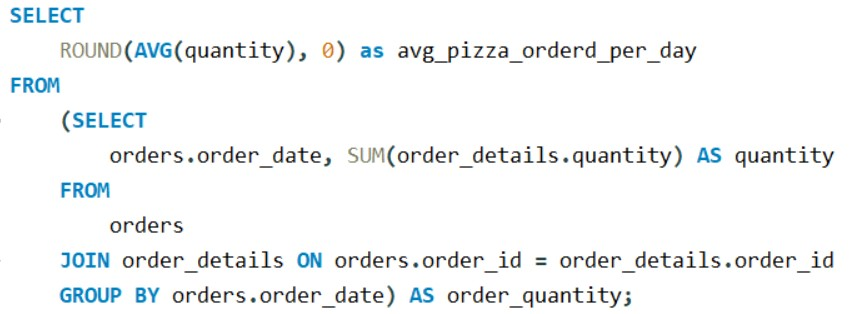 SELECT
ROUND(AVG(quantity), 0) as avg_pizza_orderd_per_day
FROM
(SELECT
orders.order_date, SUM(order_details.quantity) AS quantity
FROM
orders
JOIN order_details ON orders.order_id = order_details.order_id
GROUP BY orders.order_date) AS order_quantity;